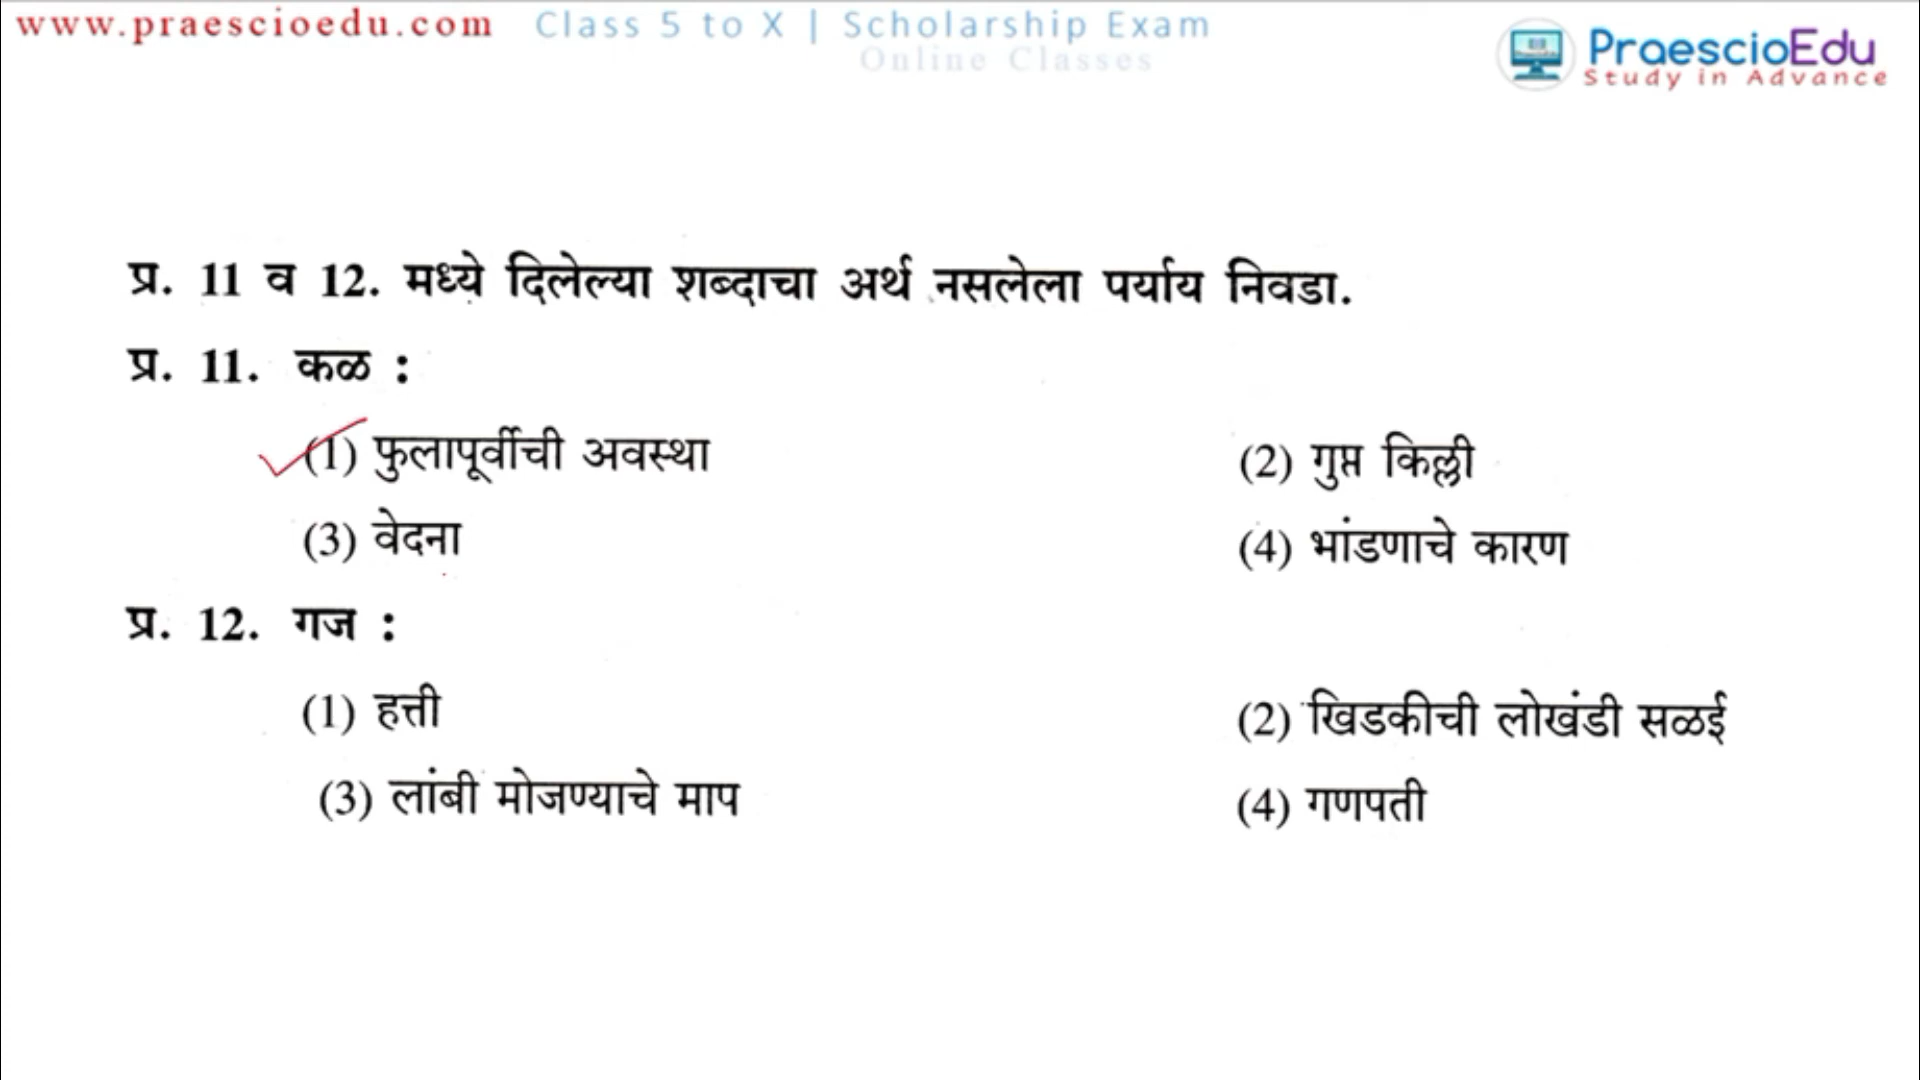 www.praescioedu.com Class 5 to X | Scholarship Exam
Online Classes
PraescioEdu
Study in Advance
प्र. 11 व 12. मध्ये दिलेल्या शब्दाचा अर्थ नसलेला पर्याय निवडा.
प्र. 11. कळ :
(1) फुलापूर्वीची अवस्था (2) गुप्त किल्ली
(3) वेदना (4) भांडणाचे कारण
प्र. 12. गज :
(1) हत्ती (2) खिडकीची लोखंडी सळई
(3) लांबी मोजण्याचे माप (4) गणपती